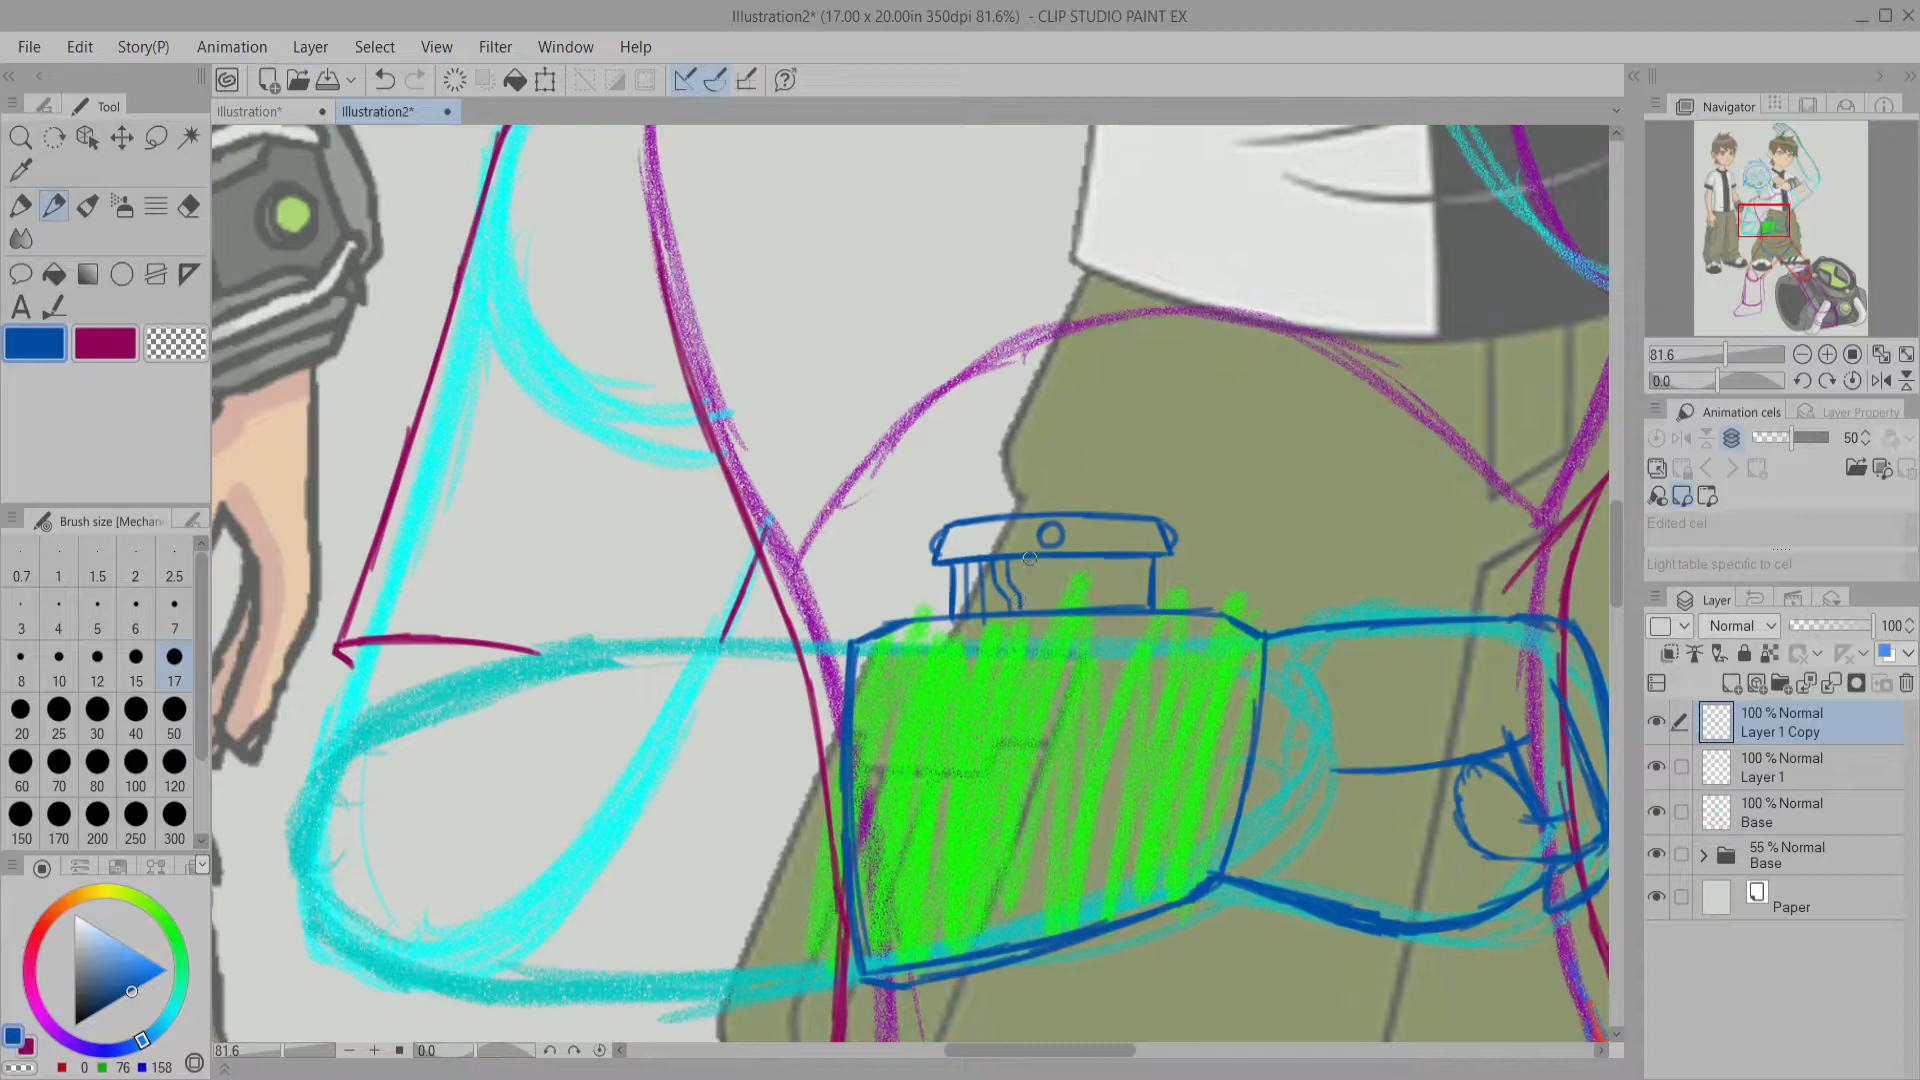 Illustration2* (17.00 x 20.00in 350dpi 81.6%) - CLIP STUDIO PAINT EX
File Edit Story(P) Animation Layer Select View Filter Window Help
Tool
Illustration* Illustration2*
Navigator
81.6
0.0
Animation cels Layer Property
50
Edited cel
Light table specific to cel
Brush size [Mechan
0.7 1 1.5 2 2.5
3 4 5 6 7
8 10 12 15 17
20 25 30 40 50
60 70 80 100 120
150 170 200 250 300
Layer
Normal 100
100 % Normal
Layer 1 Copy
100 % Normal
Layer 1
100 % Normal
Base
55 % Normal
Base
Paper
A
0 76 158
81.6 0.0